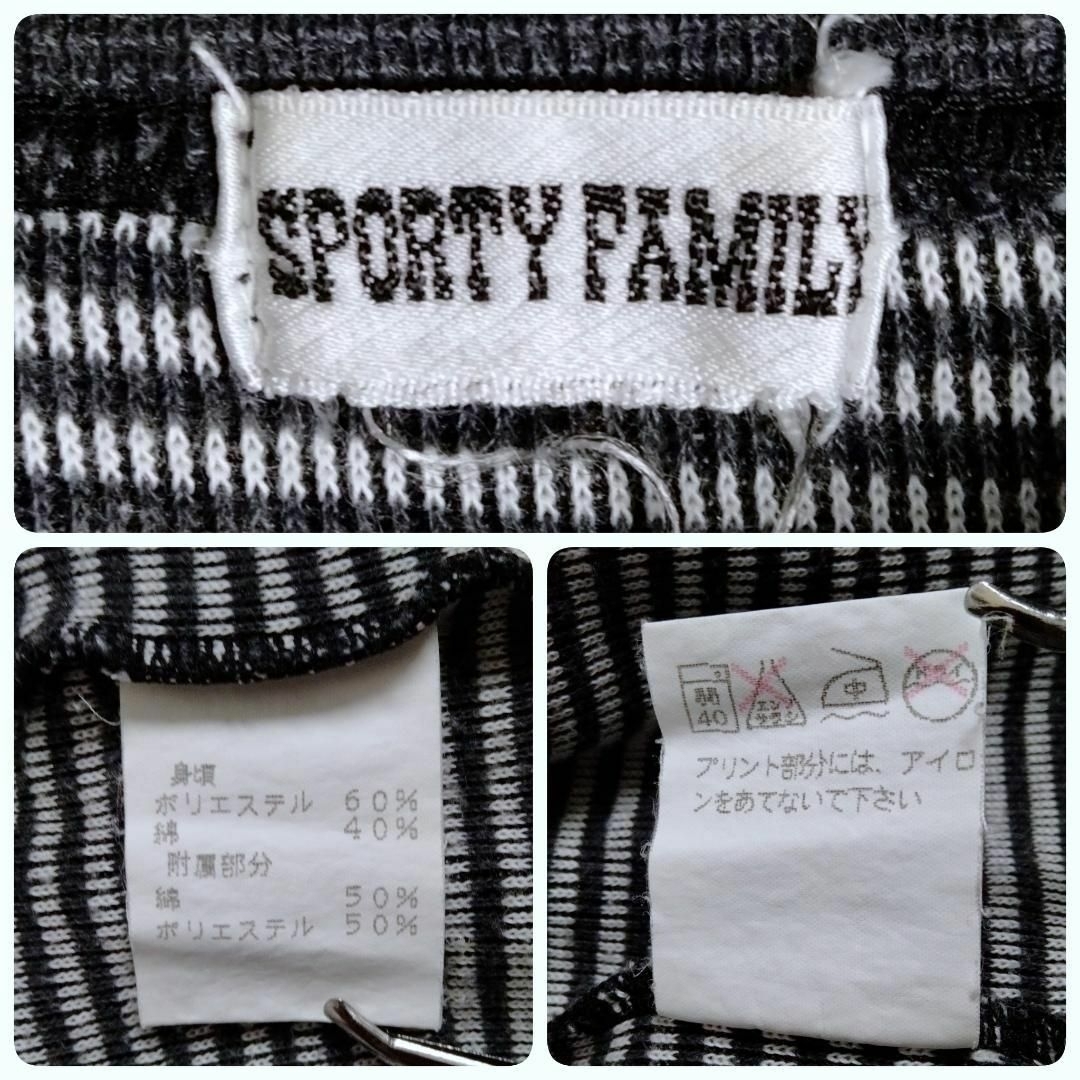 SPORTY FAMILY
身頃
ポリエステル 60%
綿 40%
附属部分
綿 50%
ポリエステル 50%
弱 40 エンソサラシ 中 ドライ
プリント部分には、アイロ
ンをあてないで下さい